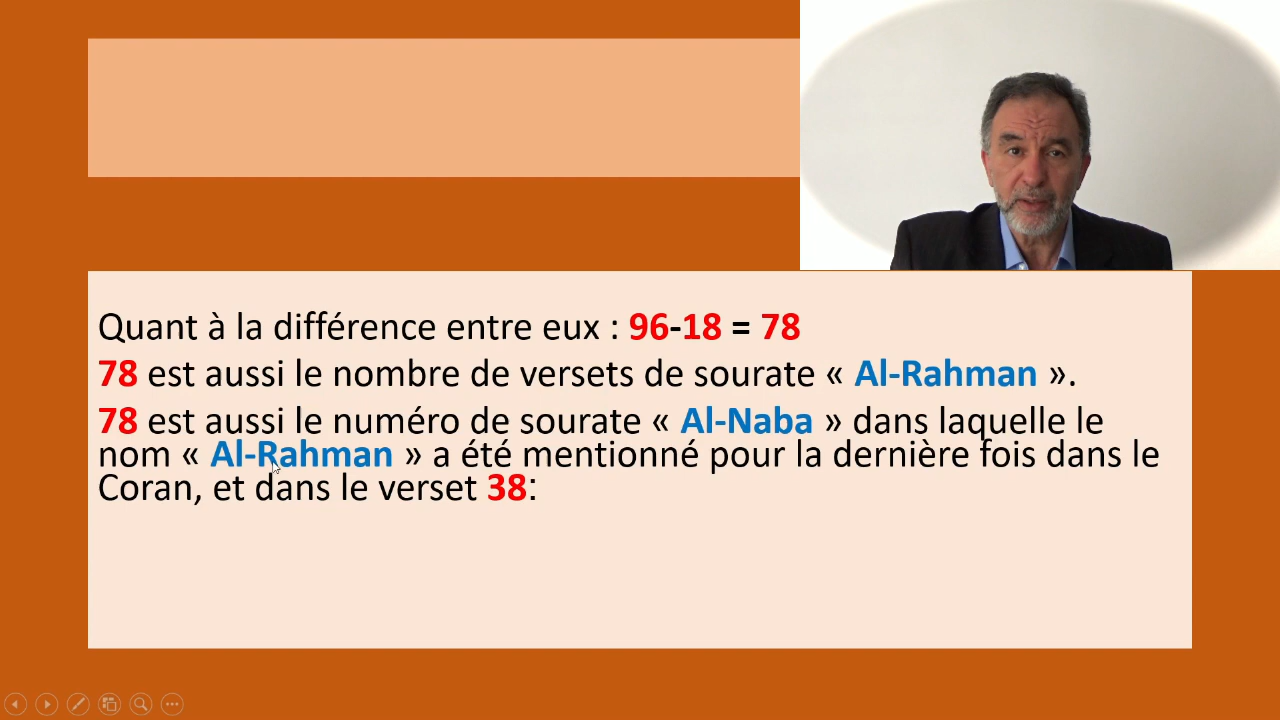 Quant à la différence entre eux : 96-18 = 78
78 est aussi le nombre de versets de sourate « Al-Rahman ».
78 est aussi le numéro de sourate « Al-Naba » dans laquelle le
nom « Al-Rahman » a été mentionné pour la dernière fois dans le
Coran, et dans le verset 38: